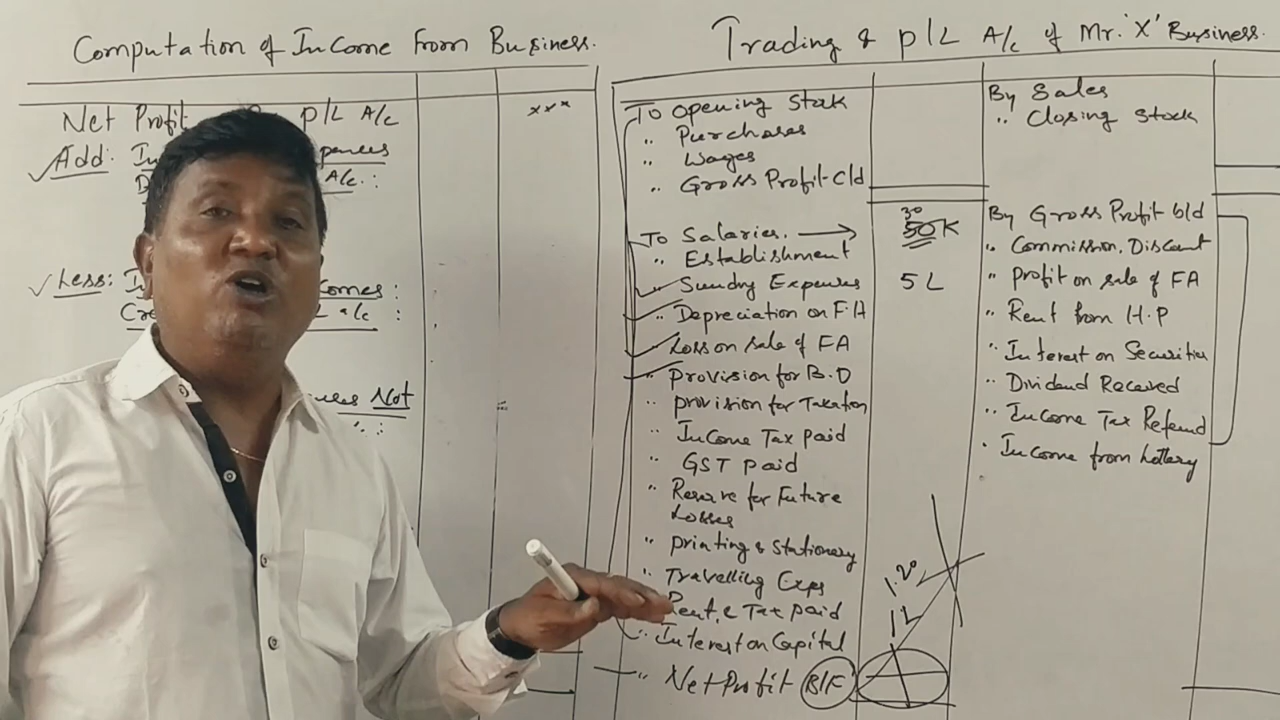 Computation of Income From Business.
Net Profit P/L A/c
xxx
Add:
A/c. :
Less:
A/c :
Not
Trading & P/L A/c of Mr. 'X' Business.
To Opening Stock
" Purchases
" Wages
" Gross Profit C/d
To Salaries. → 30 50K
" Establishment
" Sundry Expenses 5 L
" Depreciation on F.A
" Loss on sale of FA
" Provision for B.D
" Provision for Taxation
" Income Tax Paid
" GST Paid
" Reserve for Future
Losses
" Printing & Stationery
" Travelling Exps
" Rent & Tax Paid
" Interest on Capital
" Net Profit B/F
1.20
1L
By Sales
" Closing Stock
By Gross Profit b/d
" Commission. Discount
" Profit on sale of FA
" Rent from H.P
" Interest on Securities
" Dividend Received
" Income Tax Refund
" Income from Lottery